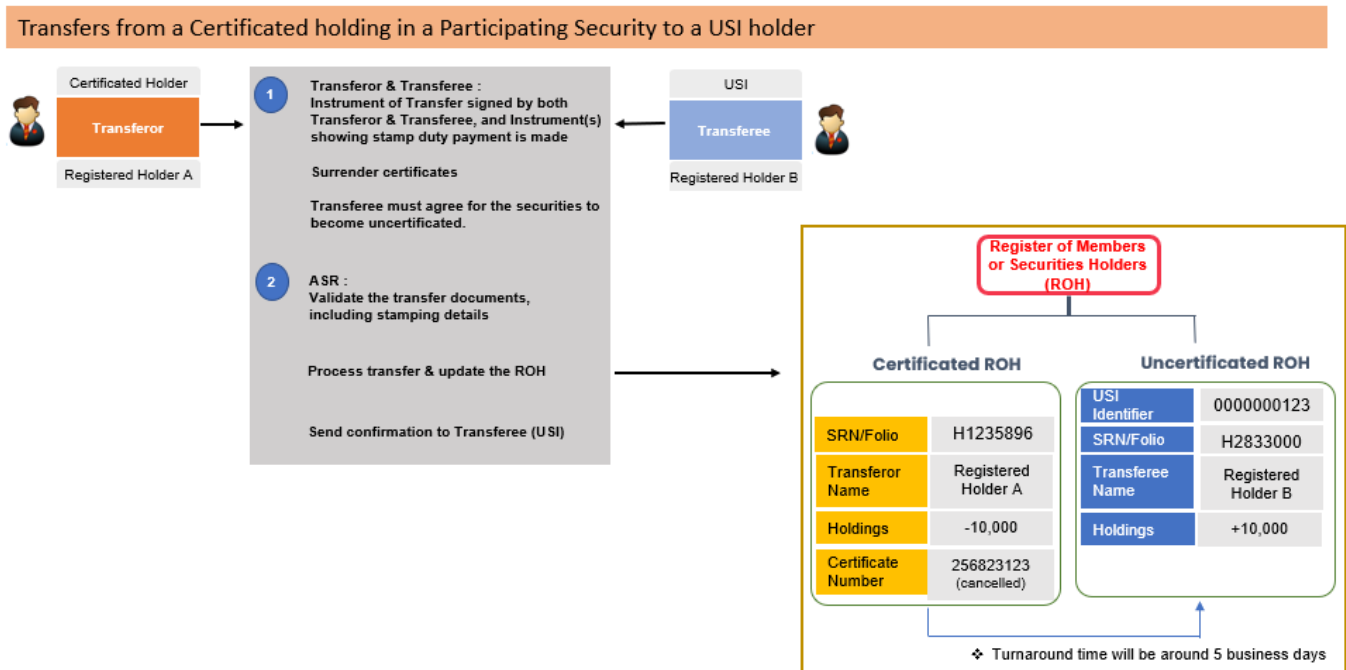 Transfers from a Certificated holding in a Participating Security to a USI holder
Certificated Holder
Transferor
Registered Holder A
1
Transferor & Transferee :
Instrument of Transfer signed by both
Transferor & Transferee, and Instrument(s)
showing stamp duty payment is made
Surrender certificates
Transferee must agree for the securities to
become uncertificated.
2
ASR :
Validate the transfer documents,
including stamping details
Process transfer & update the ROH
Send confirmation to Transferee (USI)
USI
Transferee
Registered Holder B
Register of Members
or Securities Holders
(ROH)
Certificated ROH
SRN/Folio
H1235896
Transferor
Name
Registered
Holder A
Holdings
-10,000
Certificate
Number
256823123
(cancelled)
Uncertificated ROH
USI
Identifier
0000000123
SRN/Folio
H2833000
Transferee
Name
Registered
Holder B
Holdings
+10,000
❖ Turnaround time will be around 5 business days